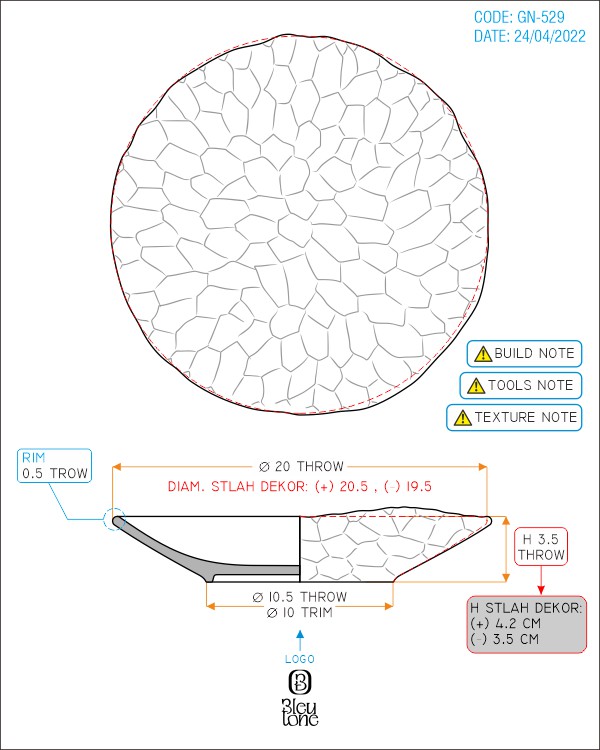 CODE: GN-529
DATE: 24/04/2022
BUILD NOTE
TOOLS NOTE
TEXTURE NOTE
RIM
0.5 TROW
Ø 20 THROW
DIAM. STLAH DEKOR: (+) 20.5 , (-) 19.5
H 3.5
THROW
Ø 10.5 THROW
Ø 10 TRIM
H STLAH DEKOR:
(+) 4.2 CM
(-) 3.5 CM
LOGO
B
Bleu
tone